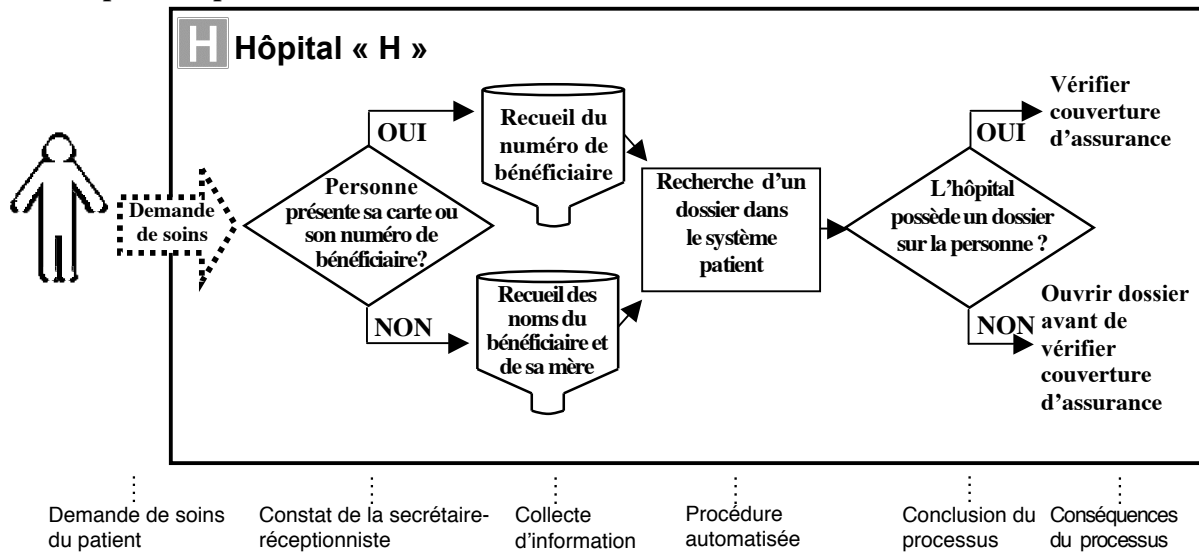 H Hôpital « H »
Demande
de soins
Personne
présente sa carte ou
son numéro de
bénéficiaire?
OUI
NON
Recueil du
numéro de
bénéficiaire
Recueil des
noms du
bénéficiaire et
de sa mère
Recherche d'un
dossier dans
le système
patient
L'hôpital
possède un dossier
sur la personne ?
OUI
NON
Vérifier
couverture
d'assurance
Ouvrir dossier
avant de
vérifier
couverture
d'assurance
Demande de soins
du patient
Constat de la secrétaire-
réceptionniste
Collecte
d'information
Procédure
automatisée
Conclusion du
processus
Conséquences
du processus